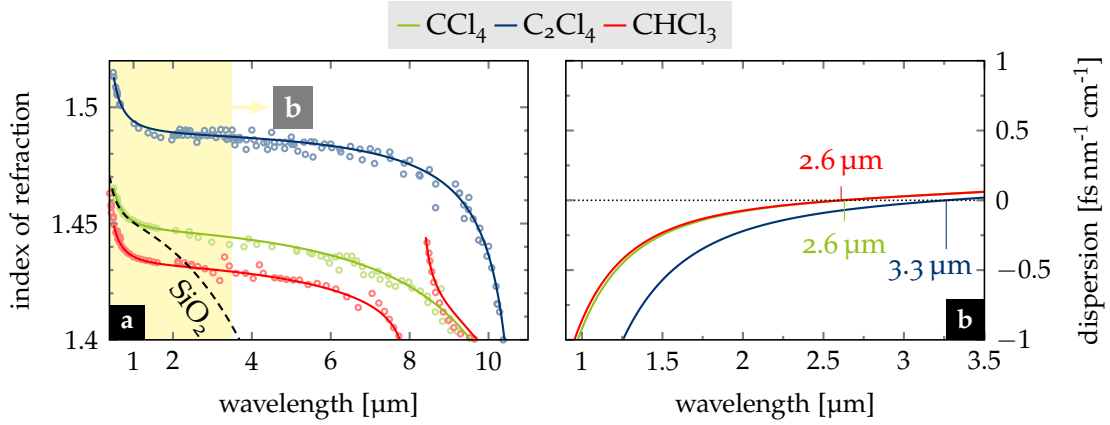 CCl₄ C₂Cl₄ CHCl₃
index of refraction
1.5
1.45
1.4
b
SiO₂
a
1 2 4 6 8 10
wavelength [µm]
2.6 µm
2.6 µm
3.3 µm
b
1
0.5
0
−0.5
−1
dispersion [fs nm⁻¹ cm⁻¹]
1 1.5 2 2.5 3 3.5
wavelength [µm]